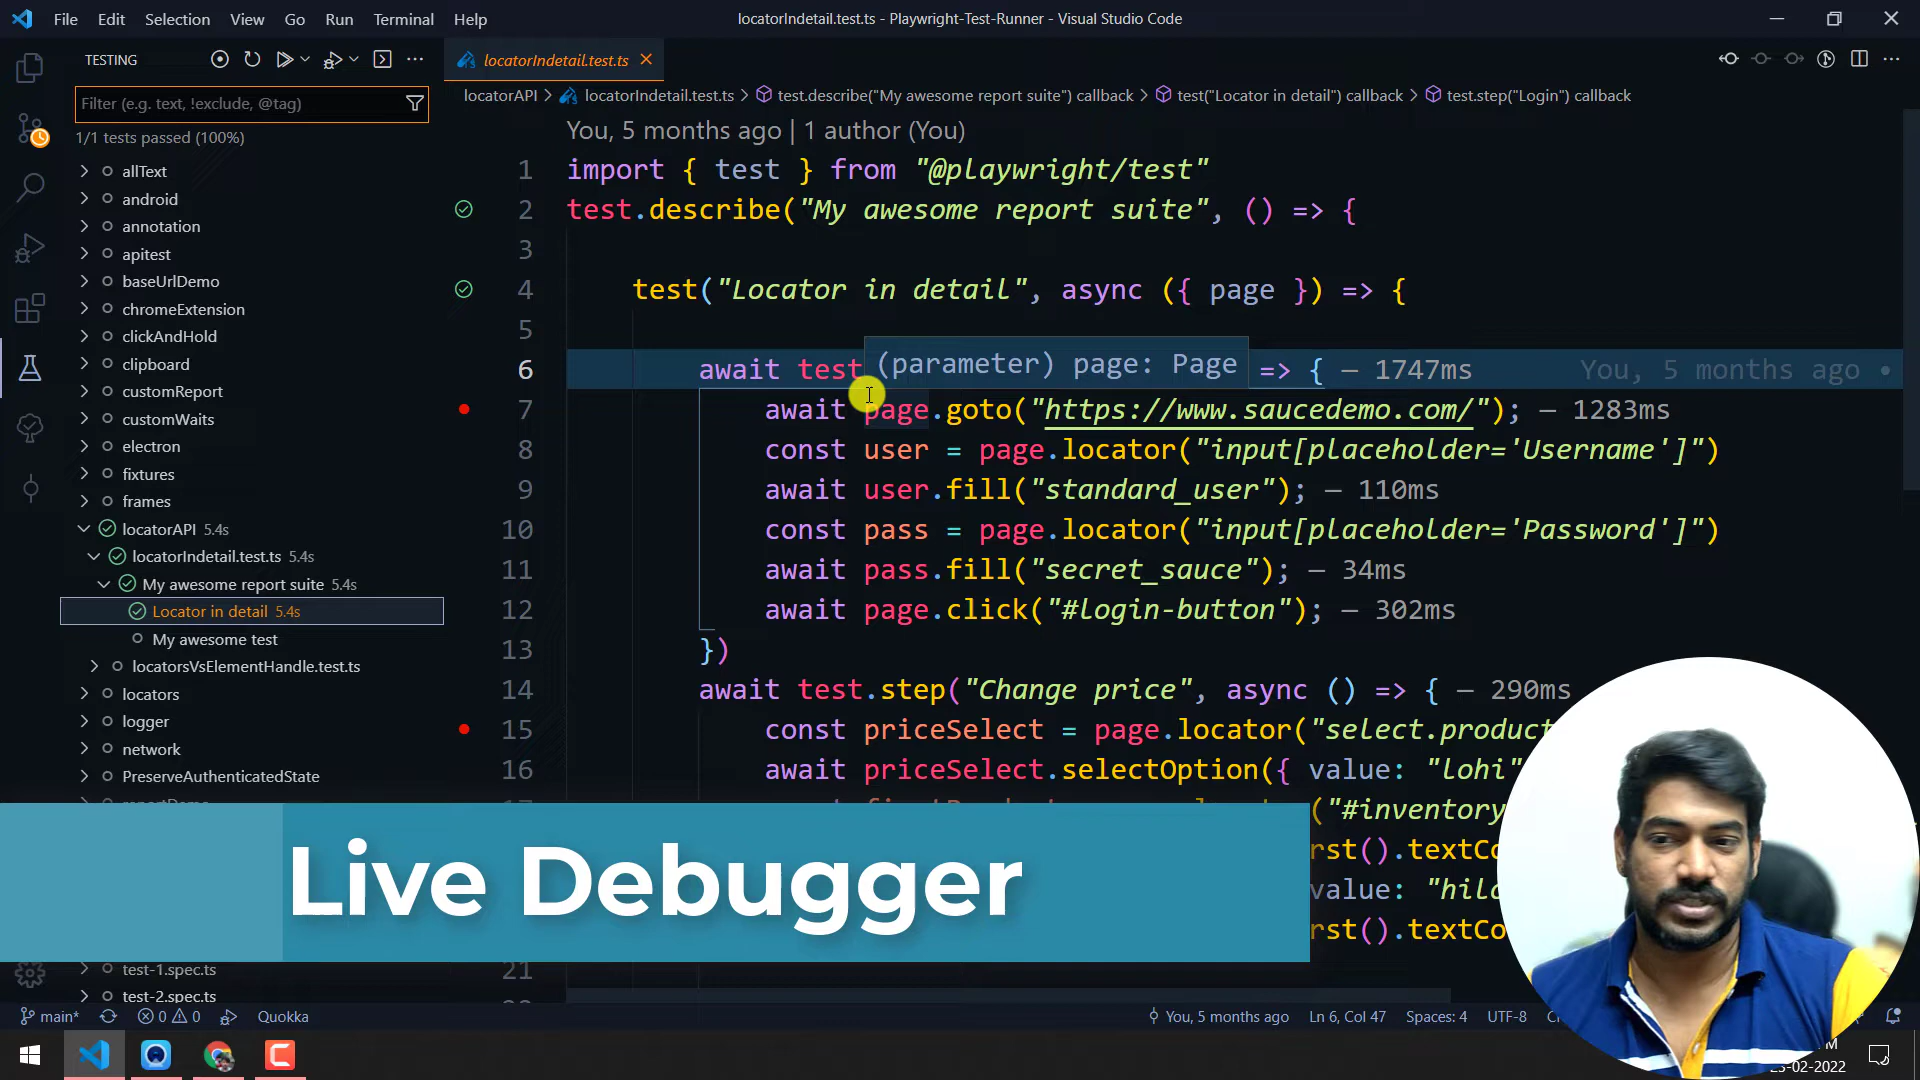 File Edit Selection View Go Run Terminal Help
locatorIndetail.test.ts - Playwright-Test-Runner - Visual Studio Code
TESTING
locatorIndetail.test.ts
Filter (e.g. text, !exclude, @tag)
1/1 tests passed (100%)
allText
android
annotation
apitest
baseUrlDemo
chromeExtension
clickAndHold
clipboard
customReport
customWaits
electron
fixtures
frames
locatorAPI 5.4s
locatorIndetail.test.ts 5.4s
My awesome report suite 5.4s
Locator in detail 5.4s
My awesome test
locatorsVsElementHandle.test.ts
locators
logger
network
PreserveAuthenticatedState
test-1.spec.ts
test-2.spec.ts
locatorAPI > locatorIndetail.test.ts > test.describe("My awesome report suite") callback > test("Locator in detail") callback > test.step("Login") callback
You, 5 months ago | 1 author (You)
1 import { test } from "@playwright/test"
2 test.describe("My awesome report suite", () => {
3
4 test("Locator in detail", async ({ page }) => {
5
(parameter) page: Page
6 await test => { — 1747ms You, 5 months ago •
7 await page.goto("https://www.saucedemo.com/"); — 1283ms
8 const user = page.locator("input[placeholder='Username']")
9 await user.fill("standard_user"); — 110ms
10 const pass = page.locator("input[placeholder='Password']")
11 await pass.fill("secret_sauce"); — 34ms
12 await page.click("#login-button"); — 302ms
13 })
14 await test.step("Change price", async () => { — 290ms
15 const priceSelect = page.locator("select.product
16 await priceSelect.selectOption({ value: "lohi"
("#inventory
rst().textCo
value: "hilo
rst().textCo
21
Live Debugger
main* 0 0 Quokka
You, 5 months ago Ln 6, Col 47 Spaces: 4 UTF-8
02-2022